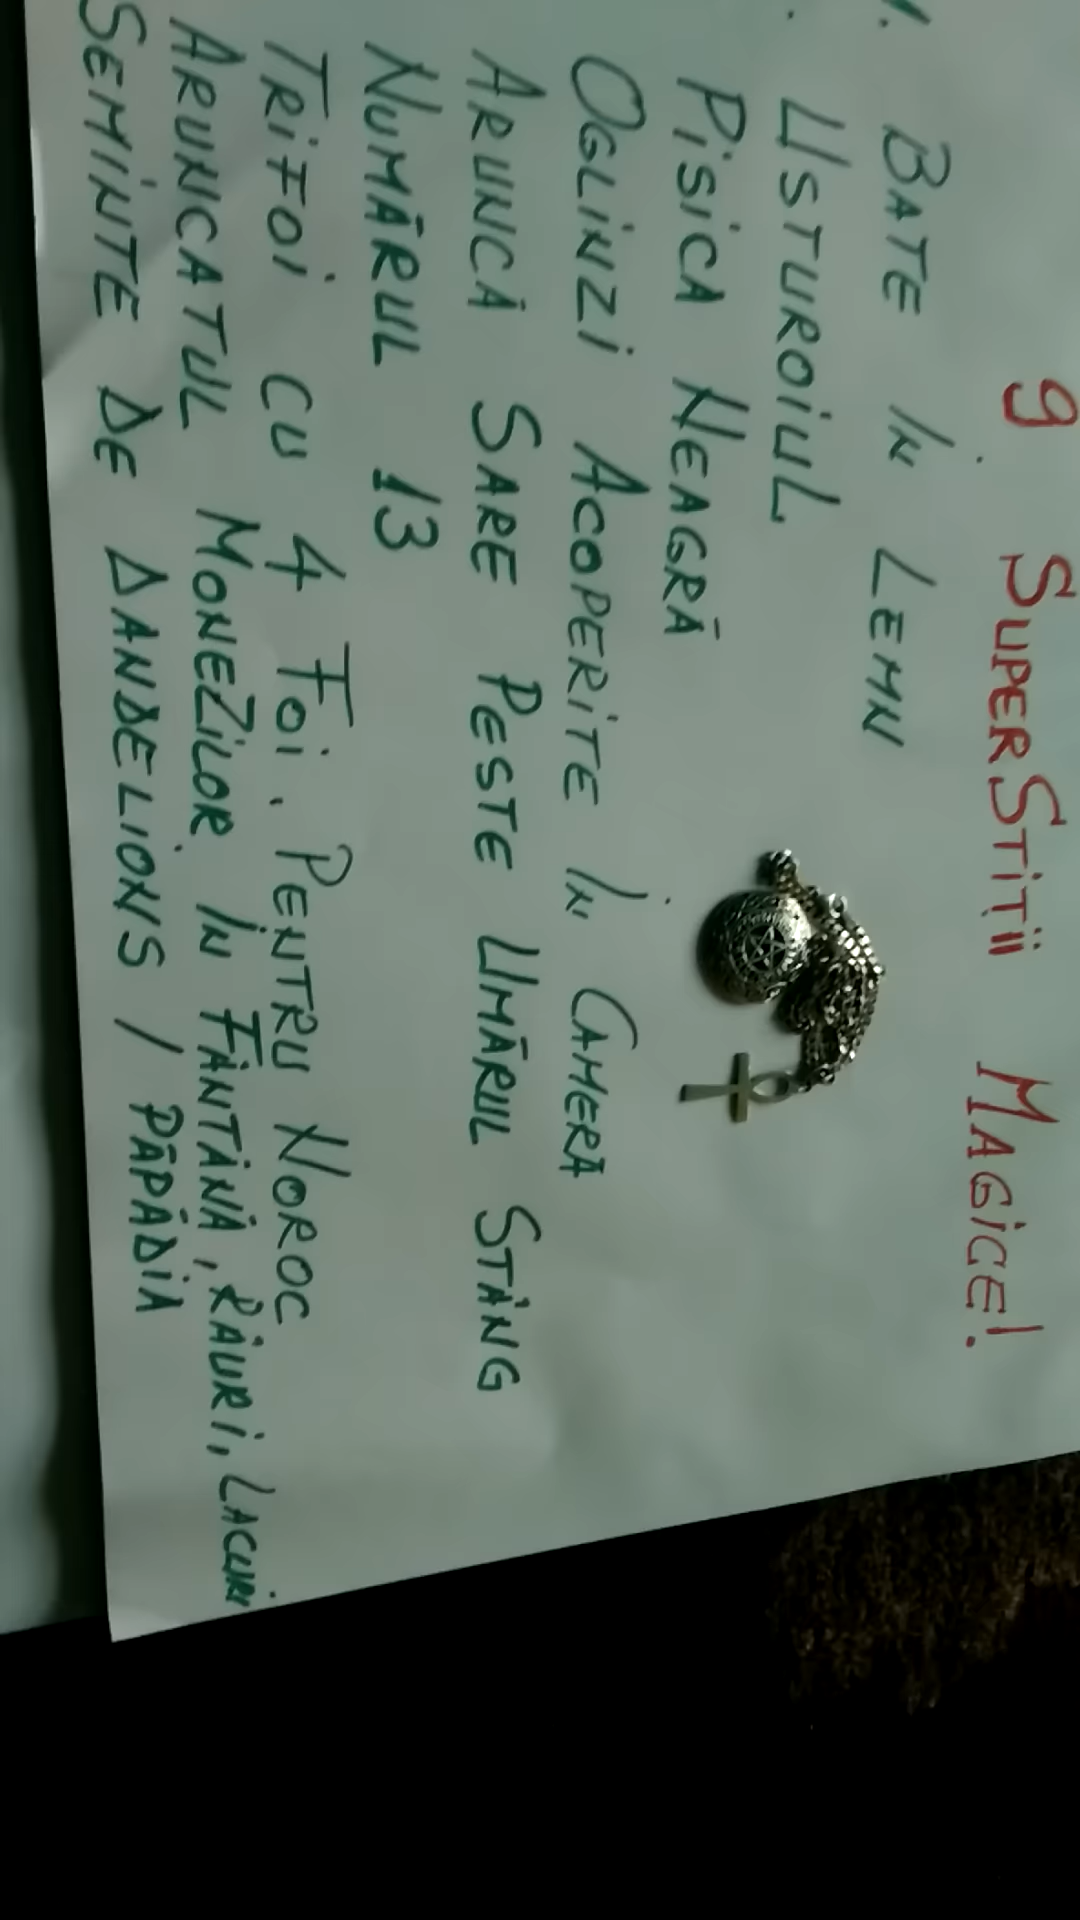 9 SUPERSTIȚII MAGICE!
1. BATE ÎN LEMN
. USTUROIUL
PISICA NEAGRĂ
OGLINZI ACOPERITE ÎN CAMERĂ
ARUNCĂ SARE PESTE UMĂRUL STÂNG
NUMĂRUL 13
TRIFOI CU 4 FOI. PENTRU NOROC
ARUNCATUL MONEZILOR ÎN FÂNTÂNĂ, RÂURI, LACURI
SEMINTE DE DANDELIONS / PĂPĂDIA